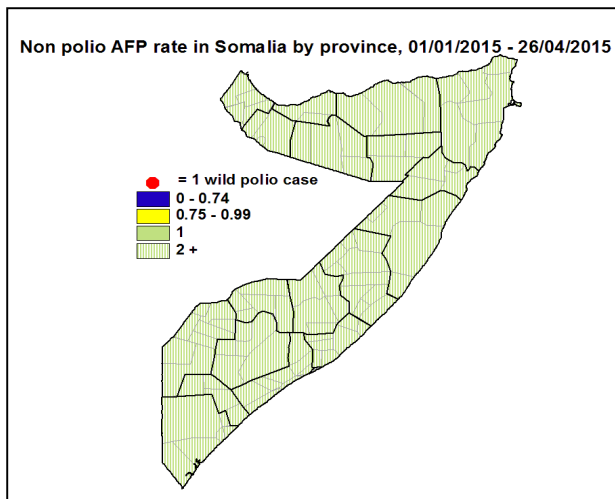 Non polio AFP rate in Somalia by province, 01/01/2015 - 26/04/2015
= 1 wild polio case
0 - 0.74
0.75 - 0.99
1
2 +